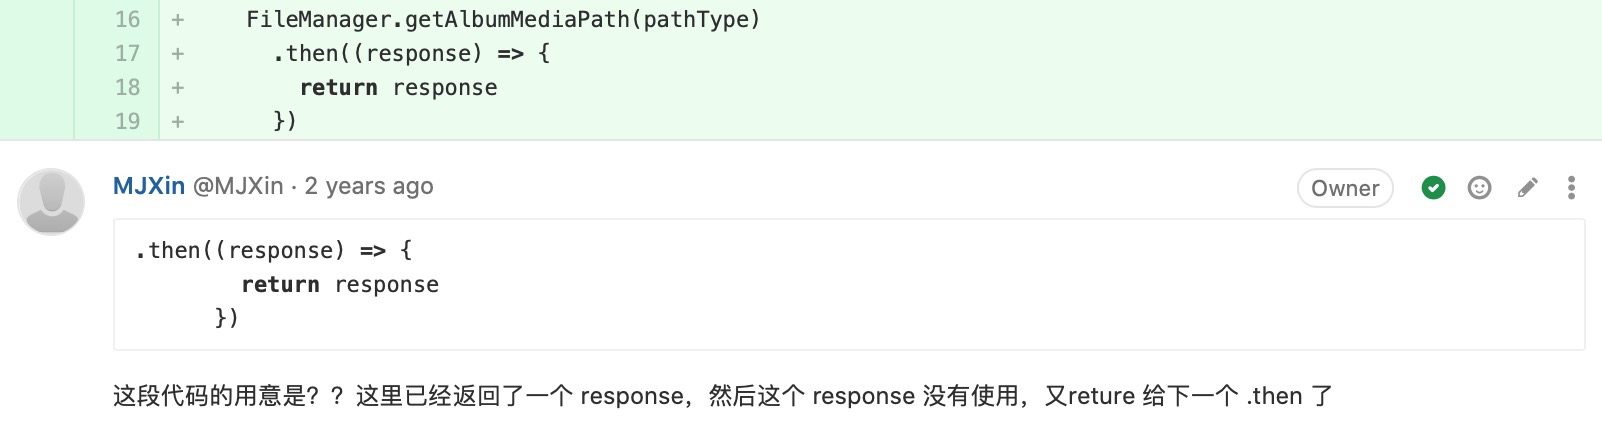 16 + FileManager.getAlbumMediaPath(pathType)
17 + .then((response) => {
18 + return response
19 + })
MJXin @MJXin · 2 years ago Owner
.then((response) => {
return response
})
这段代码的用意是？？这里已经返回了一个 response，然后这个 response 没有使用，又reture 给下一个 .then 了